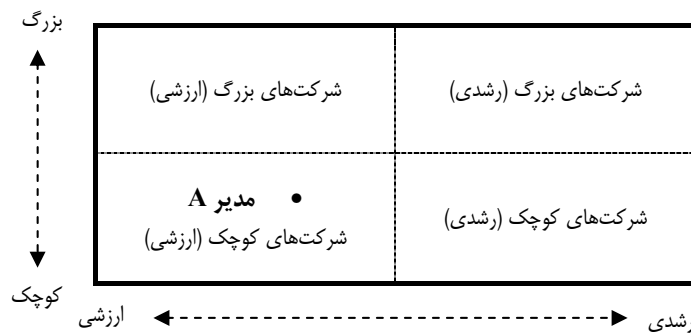 بزرگ
شرکت‌های بزرگ (رشدی)
شرکت‌های بزرگ (ارزشی)
مدیر A
شرکت‌های کوچک (رشدی)
شرکت‌های کوچک (ارزشی)
کوچک
رشدی
ارزشی